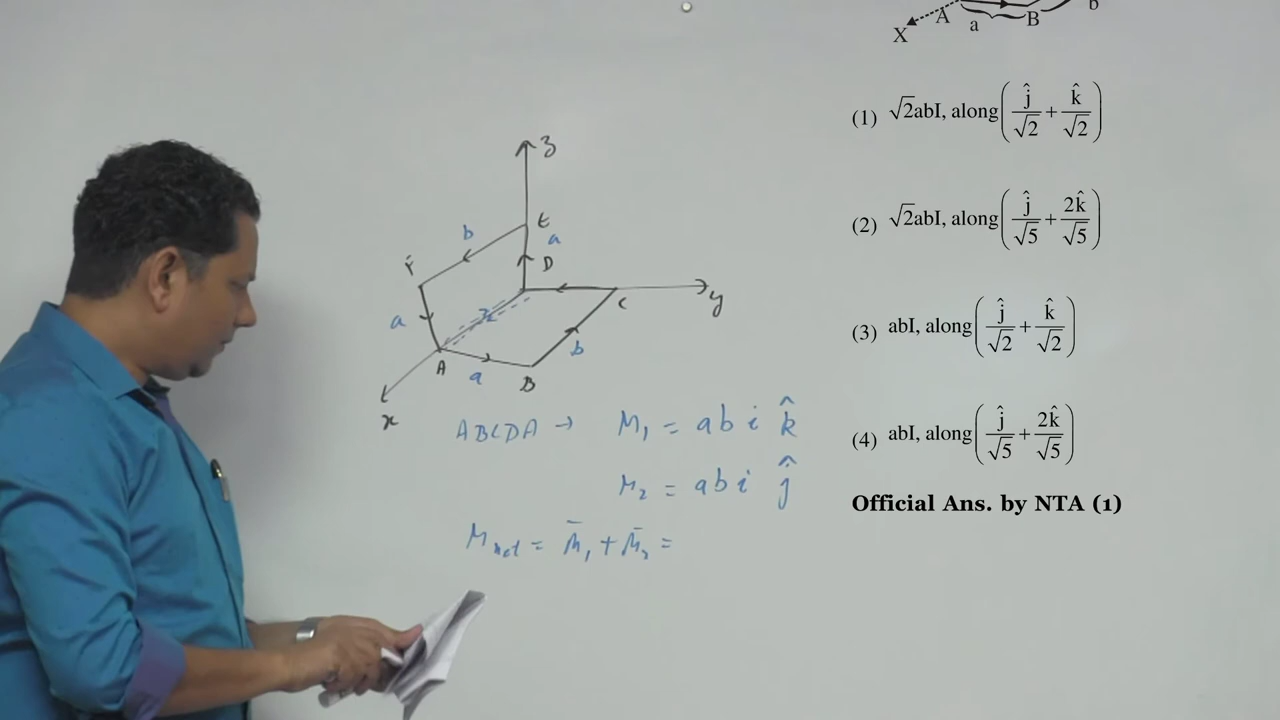 X A a B b
(1) √2abI, along(ĵ/√2 + k̂/√2)
(2) √2abI, along(ĵ/√5 + 2k̂/√5)
(3) abI, along(ĵ/√2 + k̂/√2)
(4) abI, along(ĵ/√5 + 2k̂/√5)
Official Ans. by NTA (1)
z
E
b
a
F
D
a
C
y
A
a
B
b
x
ABCDA → M₁ = a b i k̂
M₂ = a b i ĵ
M net = M̄₁ + M̄₂ =